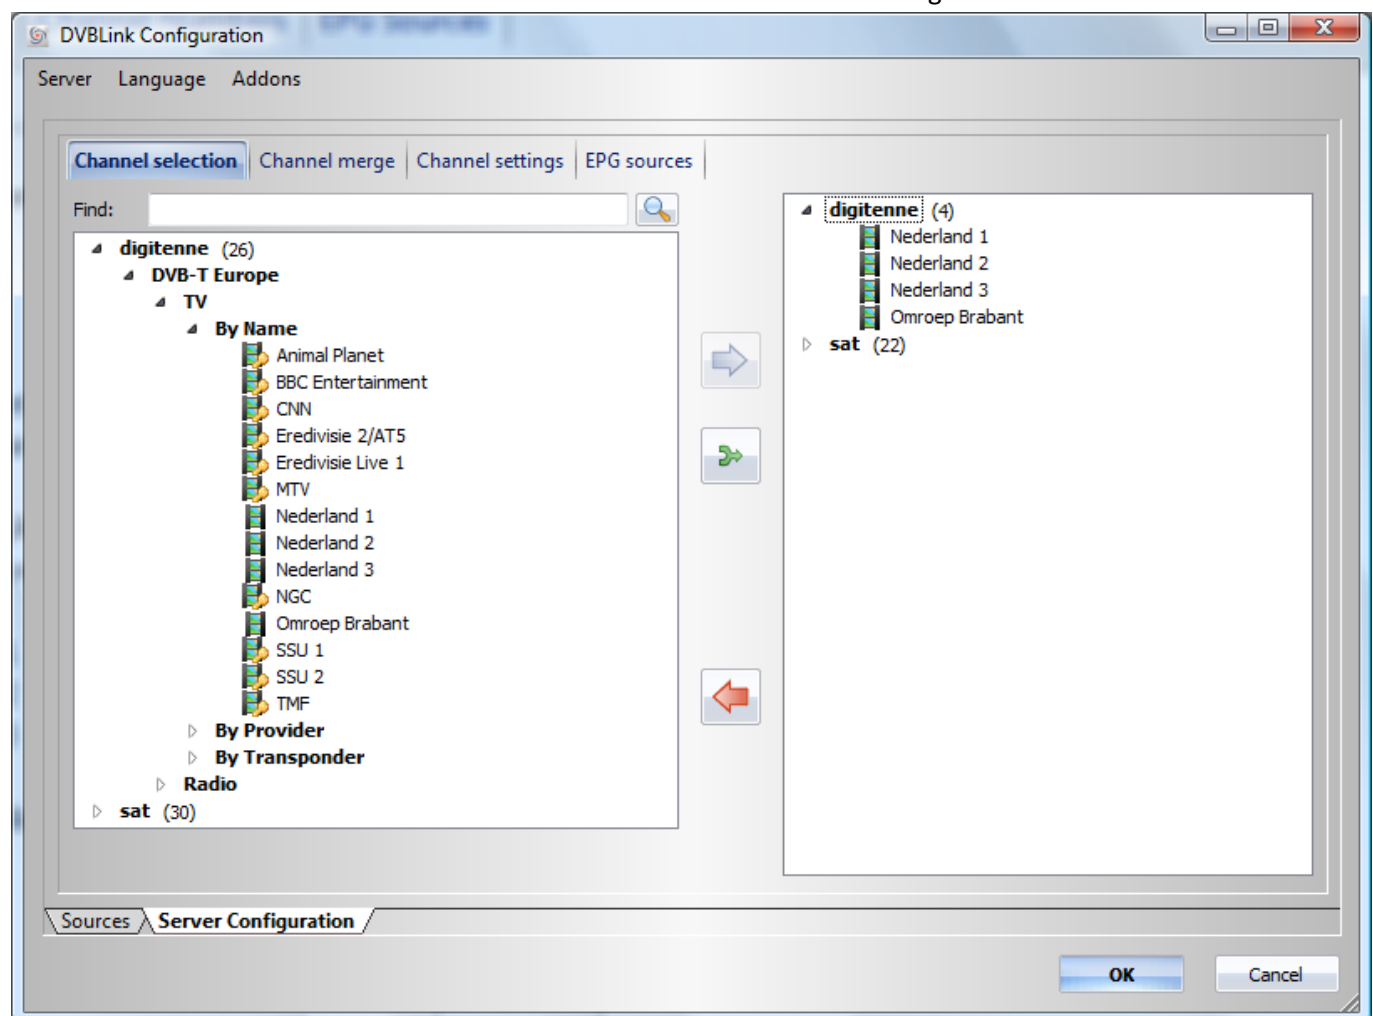 DVBLink Configuration
Server Language Addons
Channel selection Channel merge Channel settings EPG sources
Find:
digitenne (26)
DVB-T Europe
TV
By Name
Animal Planet
BBC Entertainment
CNN
Eredivisie 2/AT5
Eredivisie Live 1
MTV
Nederland 1
Nederland 2
Nederland 3
NGC
Omroep Brabant
SSU 1
SSU 2
TMF
By Provider
By Transponder
Radio
sat (30)
digitenne (4)
Nederland 1
Nederland 2
Nederland 3
Omroep Brabant
sat (22)
Sources Server Configuration
OK Cancel